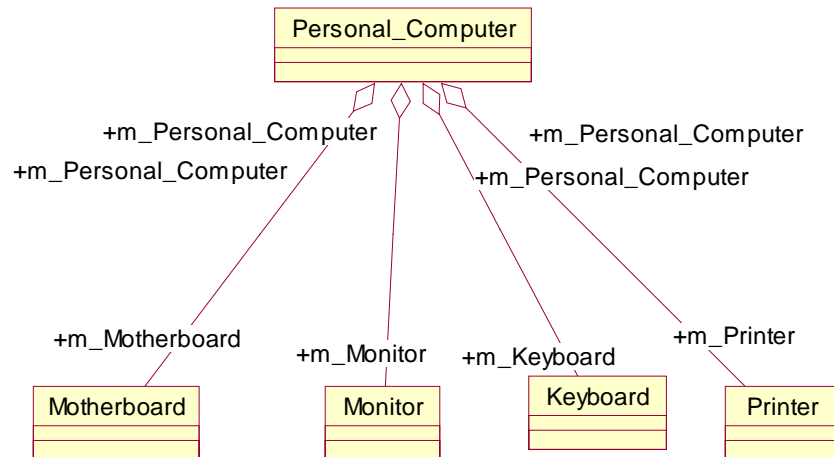 Personal_Computer
+m_Personal_Computer
+m_Personal_Computer
+m_Personal_Computer
+m_Personal_Computer
+m_Motherboard
+m_Monitor
+m_Keyboard
+m_Printer
Motherboard
Monitor
Keyboard
Printer